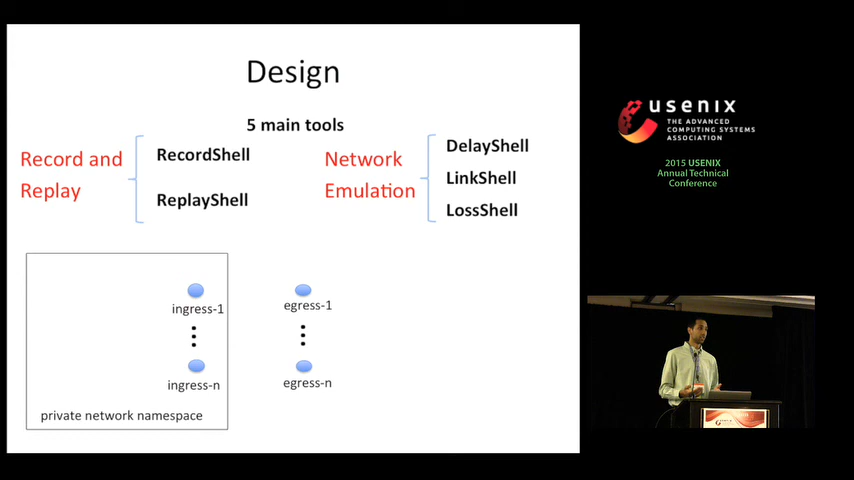 Design
5 main tools
Record and
Replay
RecordShell
ReplayShell
Network
Emulation
DelayShell
LinkShell
LossShell
ingress-1
ingress-n
private network namespace
egress-1
egress-n
usenix
THE ADVANCED
COMPUTING SYSTEMS
ASSOCIATION
2015 USENIX
Annual Technical
Conference